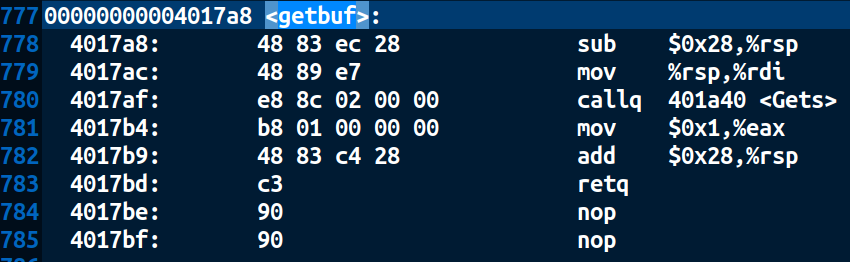 777 00000000004017a8 <getbuf>:
778 4017a8: 48 83 ec 28 sub $0x28,%rsp
779 4017ac: 48 89 e7 mov %rsp,%rdi
780 4017af: e8 8c 02 00 00 callq 401a40 <Gets>
781 4017b4: b8 01 00 00 00 mov $0x1,%eax
782 4017b9: 48 83 c4 28 add $0x28,%rsp
783 4017bd: c3 retq
784 4017be: 90 nop
785 4017bf: 90 nop